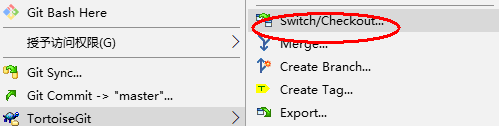 Git Bash Here
授予访问权限(G)
Git Sync...
Git Commit -> "master"...
TortoiseGit
Switch/Checkout...
Merge...
Create Branch...
Create Tag...
Export...